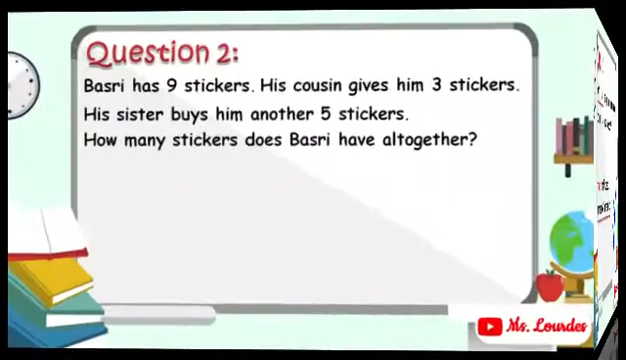 Question 2:
Basri has 9 stickers. His cousin gives him 3 stickers.
His sister buys him another 5 stickers.
How many stickers does Basri have altogether?
Ms. Lourdes